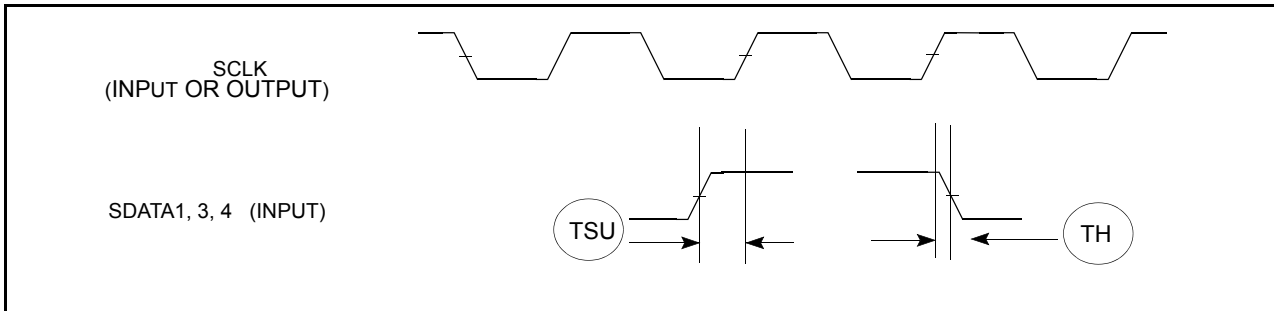 SCLK
(INPUT OR OUTPUT)
SDATA1, 3, 4 (INPUT)
TSU
TH